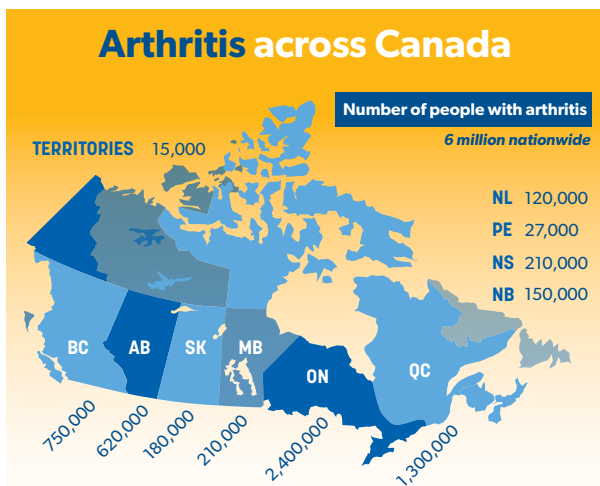 Arthritis across Canada
Number of people with arthritis
6 million nationwide
TERRITORIES 15,000
NL 120,000
PE 27,000
NS 210,000
NB 150,000
BC
AB
SK
MB
ON
QC
750,000
620,000
180,000
210,000
2,400,000
1,300,000